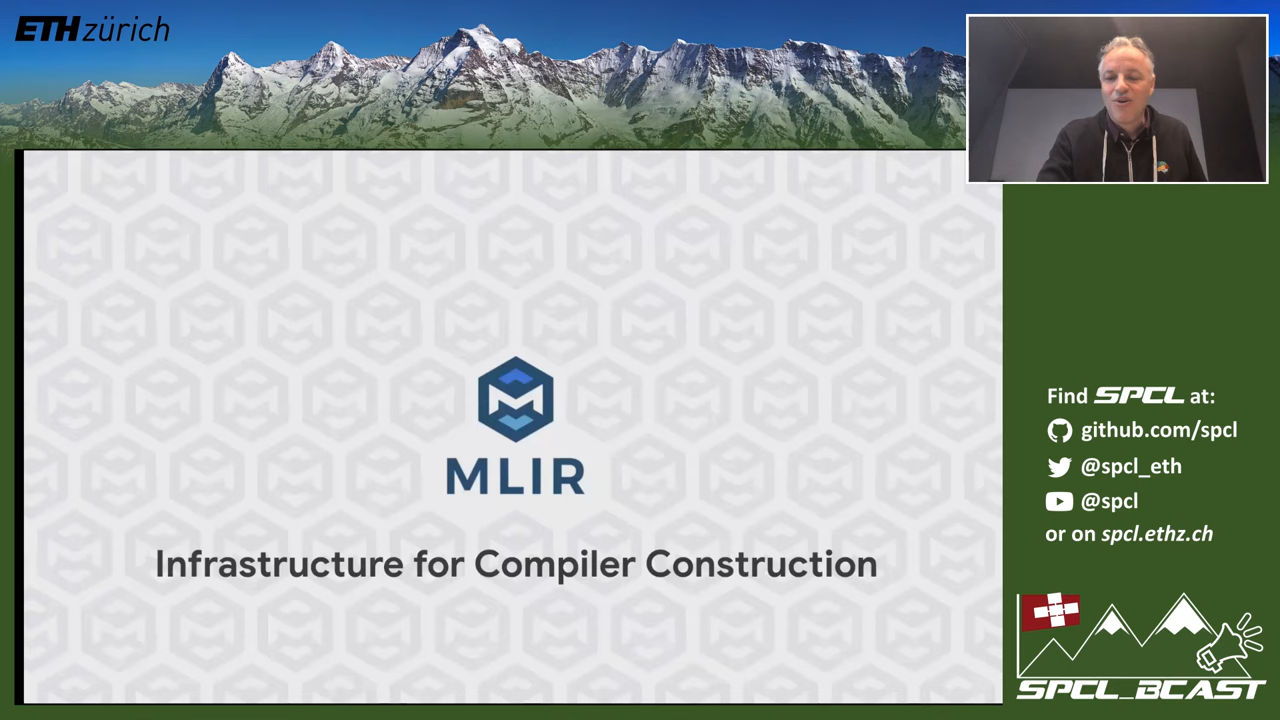 ETH zürich
MLIR
Infrastructure for Compiler Construction
Find SPCL at:
github.com/spcl
@spcl_eth
@spcl
or on spcl.ethz.ch
SPCL_BCAST